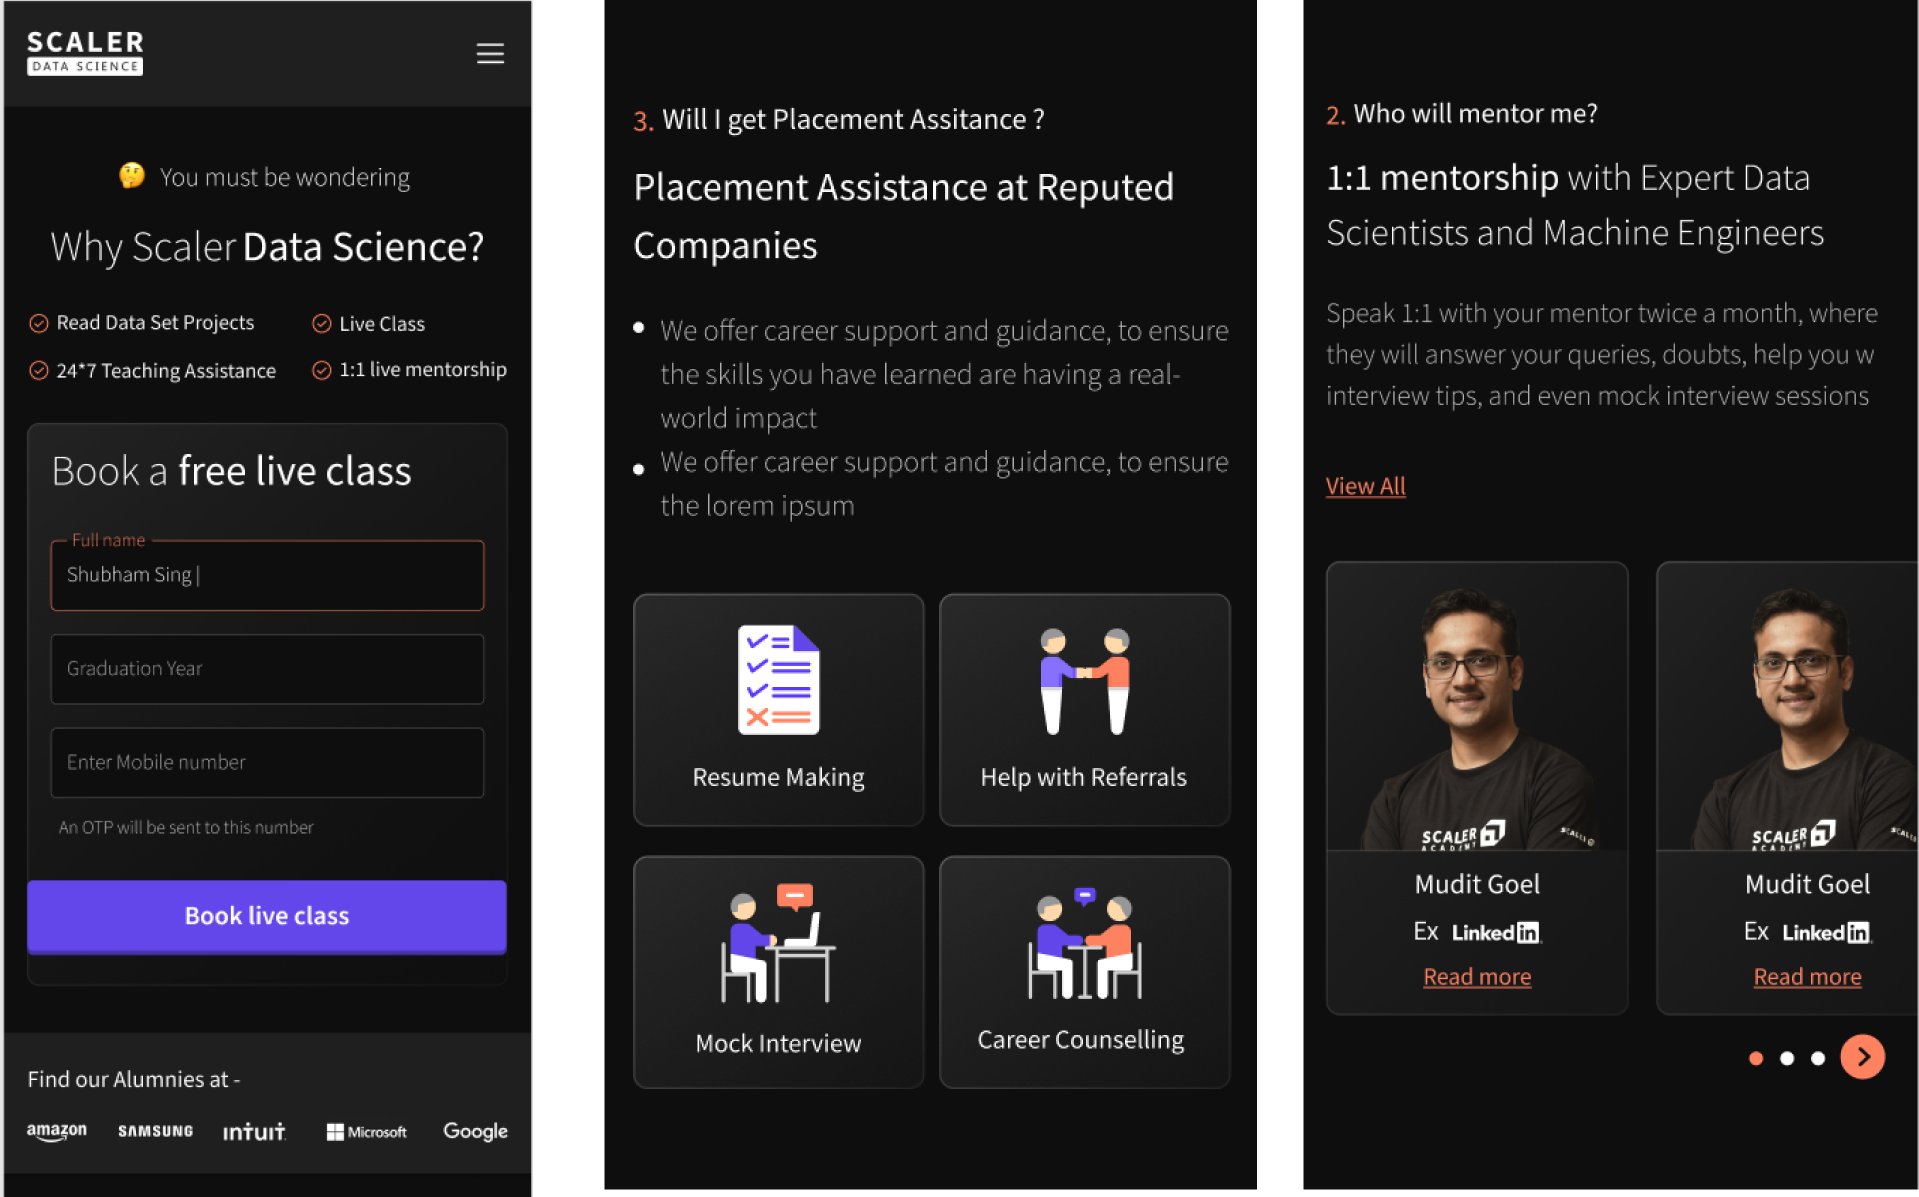 SCALER
DATA SCIENCE
You must be wondering
Why Scaler Data Science?
Read Data Set Projects
Live Class
24*7 Teaching Assistance
1:1 live mentorship
Book a free live class
Full name
Shubham Sing
Graduation Year
Enter Mobile number
An OTP will be sent to this number
Book live class
Find our Alumnies at -
amazon
SAMSUNG
intuit
Microsoft
Google
3. Will I get Placement Assitance ?
Placement Assistance at Reputed
Companies
We offer career support and guidance, to ensure
the skills you have learned are having a real-
world impact
We offer career support and guidance, to ensure
the lorem ipsum
Resume Making
Help with Referrals
Mock Interview
Career Counselling
2. Who will mentor me?
1:1 mentorship with Expert Data
Scientists and Machine Engineers
Speak 1:1 with your mentor twice a month, where
they will answer your queries, doubts, help you w
interview tips, and even mock interview sessions
View All
SCALER
ACADEMY
SCALER
SCALER
ACADEMY
Mudit Goel
Ex LinkedIn
Read more
Mudit Goel
Ex LinkedIn
Read more